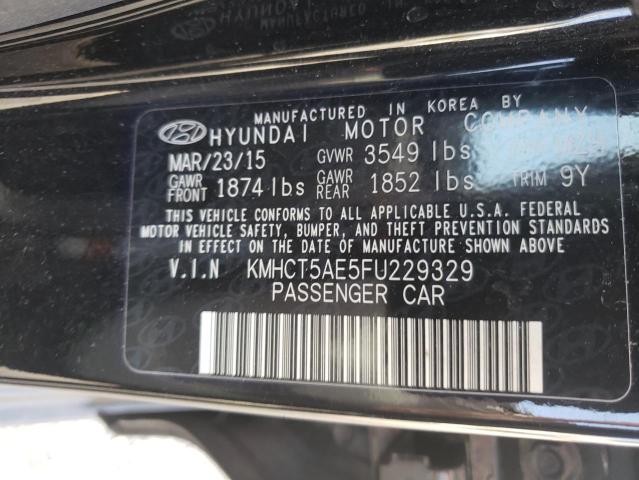 MANUFACTURED IN KOREA BY
HYUNDAI MOTOR COMPANY
MAR/23/15 GVWR 3549 lbs
GAWR FRONT 1874 lbs GAWR REAR 1852 lbs TRIM 9Y
THIS VEHICLE CONFORMS TO ALL APPLICABLE U.S.A. FEDERAL
MOTOR VEHICLE SAFETY, BUMPER, AND THEFT PREVENTION
STANDARDS IN EFFECT ON THE DATE OF MANUFACTURE SHOWN ABOVE
V.I.N KMHCT5AE5FU229329
PASSENGER CAR